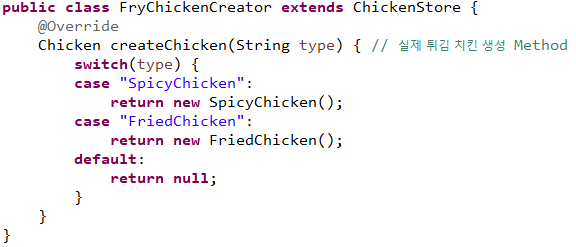 public class FryChickenCreator extends ChickenStore {
    @Override
    Chicken createChicken(String type) { // 실제 튀김 치킨 생성 Method
        switch(type) {
        case "SpicyChicken":
            return new SpicyChicken();
        case "FriedChicken":
            return new FriedChicken();
        default:
            return null;
        }
    }
}